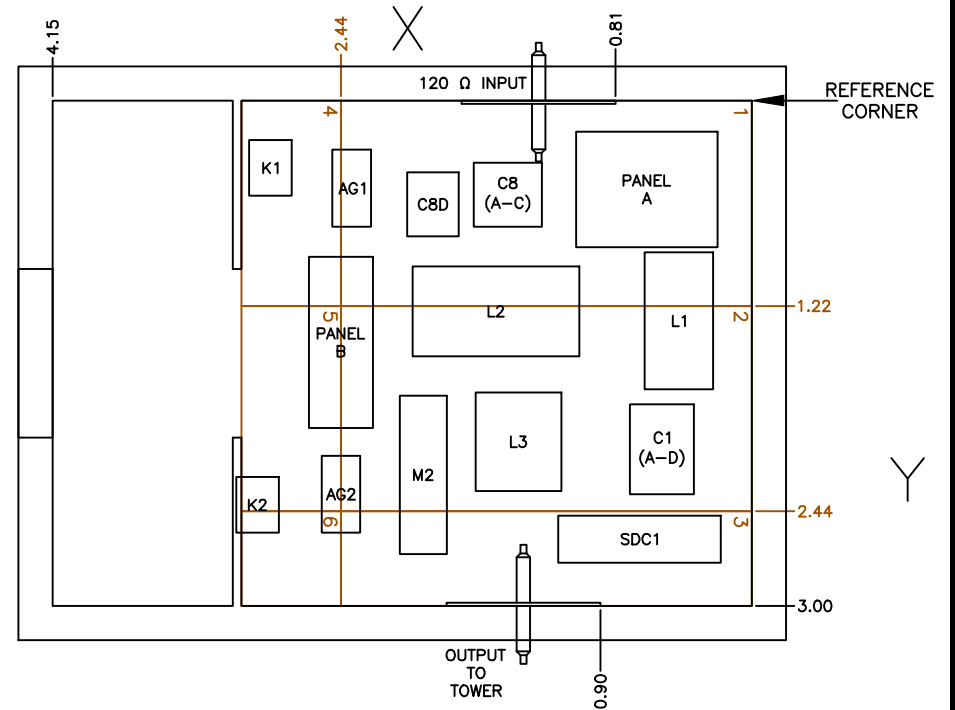 4.15
2.44
X
0.81
120 Ω INPUT
REFERENCE
CORNER
4
1
K1
AG1
C8D
C8
(A-C)
PANEL
A
1.22
5
L2
2
L1
PANEL
B
L3
C1
(A-D)
M2
Y
K2
AG2
6
3
2.44
SDC1
3.00
OUTPUT
TO
TOWER
0.90